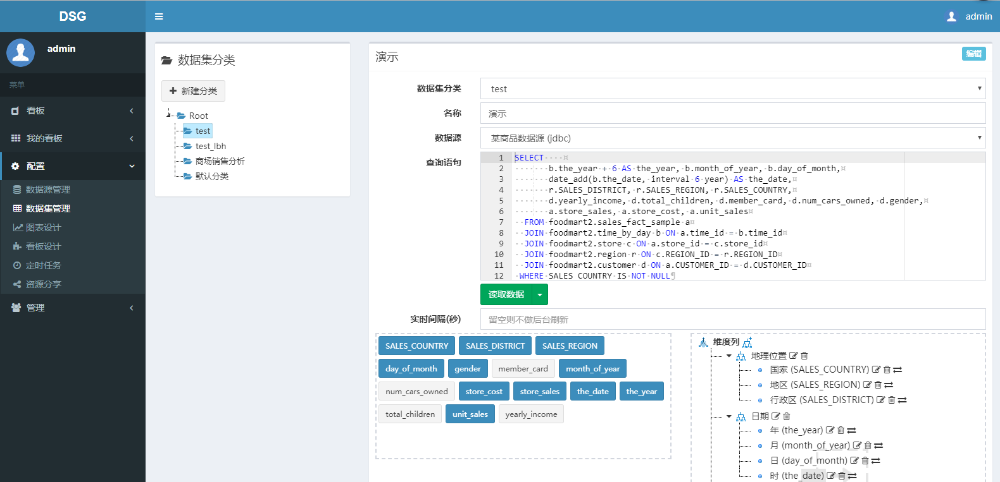 DSG
admin
admin
菜单
看板
我的看板
配置
数据源管理
数据集管理
图表设计
看板设计
定时任务
资源分享
管理
数据集分类
新建分类
Root
test
test_lbh
商场销售分析
默认分类
演示
编辑
数据集分类 test
名称 演示
数据源 某商品数据源 (jdbc)
查询语句
1 SELECT
2 b.the_year + 6 AS the_year, b.month_of_year, b.day_of_month,
3 date_add(b.the_date, interval 6 year) AS the_date,
4 r.SALES_DISTRICT, r.SALES_REGION, r.SALES_COUNTRY,
5 d.yearly_income, d.total_children, d.member_card, d.num_cars_owned, d.gender,
6 a.store_sales, a.store_cost, a.unit_sales
7 FROM foodmart2.sales_fact_sample a
8 JOIN foodmart2.time_by_day b ON a.time_id = b.time_id
9 JOIN foodmart2.store c ON a.store_id = c.store_id
10 JOIN foodmart2.region r ON c.REGION_ID = r.REGION_ID
11 JOIN foodmart2.customer d ON a.CUSTOMER_ID = d.CUSTOMER_ID
12 WHERE SALES_COUNTRY IS NOT NULL
读取数据
实时间隔(秒) 留空则不做后台刷新
SALES_COUNTRY SALES_DISTRICT SALES_REGION
day_of_month gender member_card month_of_year
num_cars_owned store_cost store_sales the_date the_year
total_children unit_sales yearly_income
维度列
地理位置
国家 (SALES_COUNTRY)
地区 (SALES_REGION)
行政区 (SALES_DISTRICT)
日期
年 (the_year)
月 (month_of_year)
日 (day_of_month)
时 (the_date)